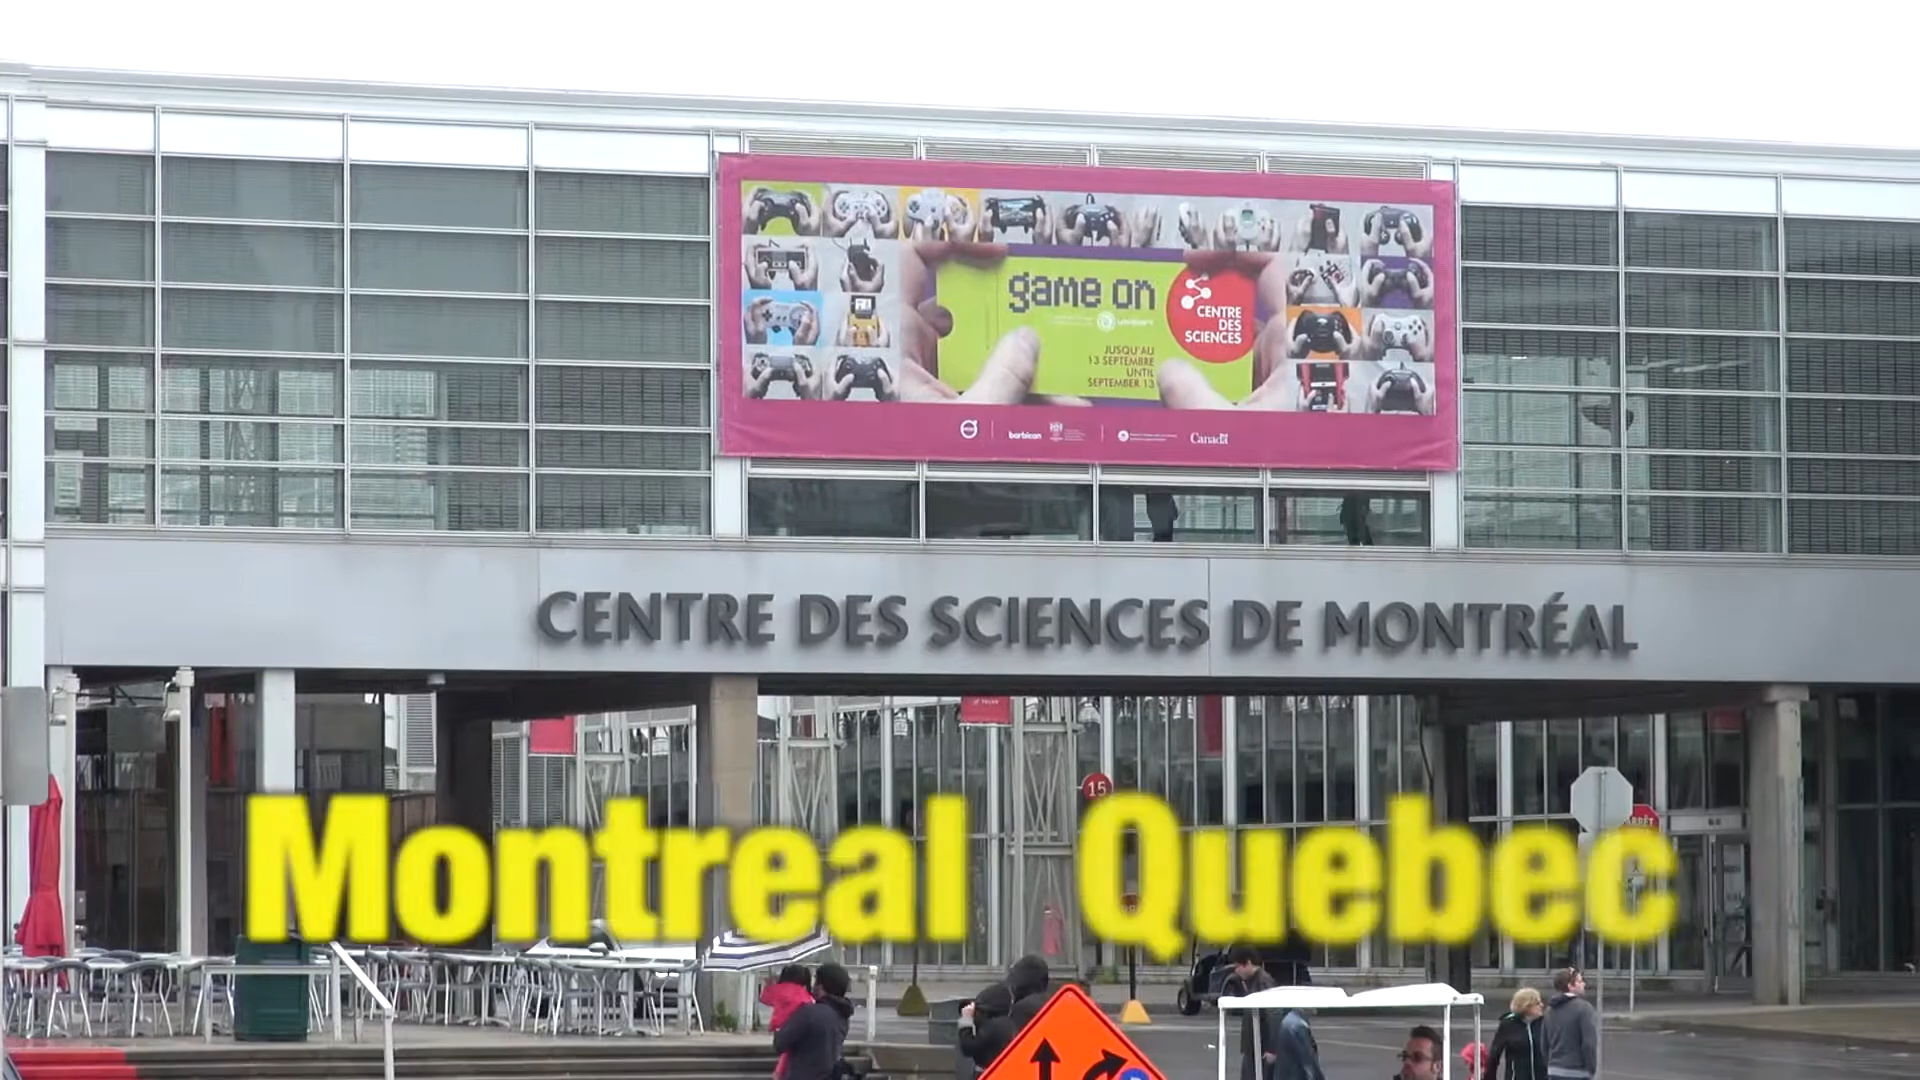 game on
CENTRE
DES
SCIENCES
JUSQU'AU
13 SEPTEMBRE
UNTIL
SEPTEMBER 13
barbican
Canada
CENTRE DES SCIENCES DE MONTRÉAL
15
ARRÊT
Montreal Quebec